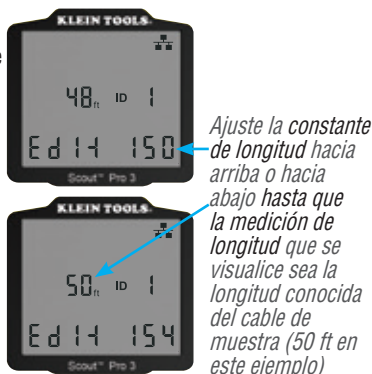 KLEIN TOOLS®
48 ft ID 1
Edit 150
Scout™ Pro 3
KLEIN TOOLS®
50 ft ID 1
Edit 154
Scout™ Pro 3
Ajuste la constante
de longitud hacia
arriba o hacia
abajo hasta que
la medición de
longitud que se
visualice sea la
longitud conocida
del cable de
muestra (50 ft en
este ejemplo)